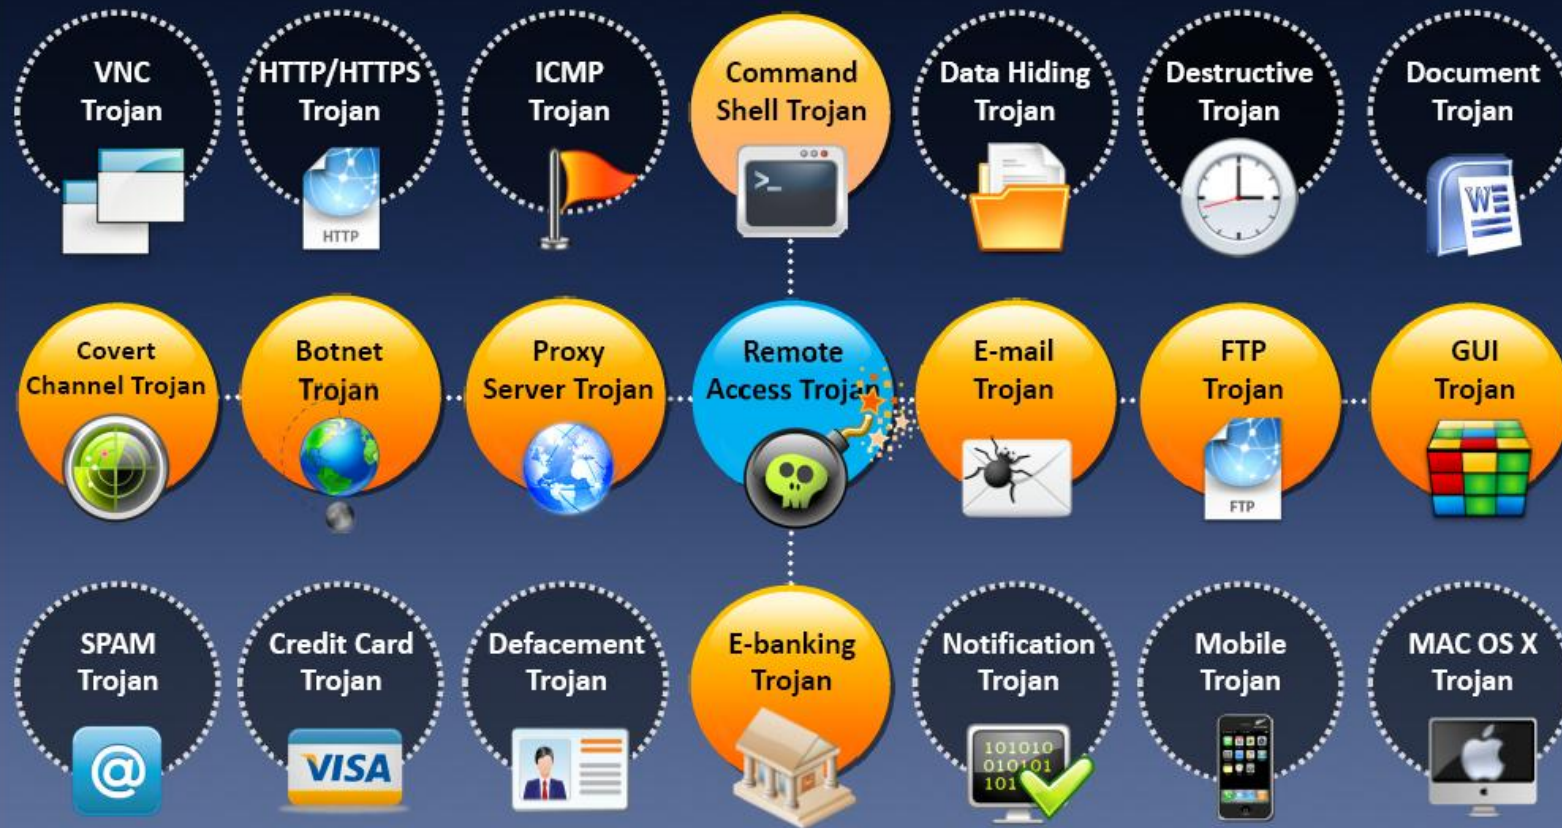 VNC
Trojan
HTTP/HTTPS
Trojan
ICMP
Trojan
Command
Shell Trojan
Data Hiding
Trojan
Destructive
Trojan
Document
Trojan
HTTP
>_
W
Covert
Channel Trojan
Botnet
Trojan
Proxy
Server Trojan
Remote
Access Trojan
E-mail
Trojan
FTP
Trojan
GUI
Trojan
FTP
SPAM
Trojan
Credit Card
Trojan
Defacement
Trojan
E-banking
Trojan
Notification
Trojan
Mobile
Trojan
MAC OS X
Trojan
@
VISA
101010
010101
101